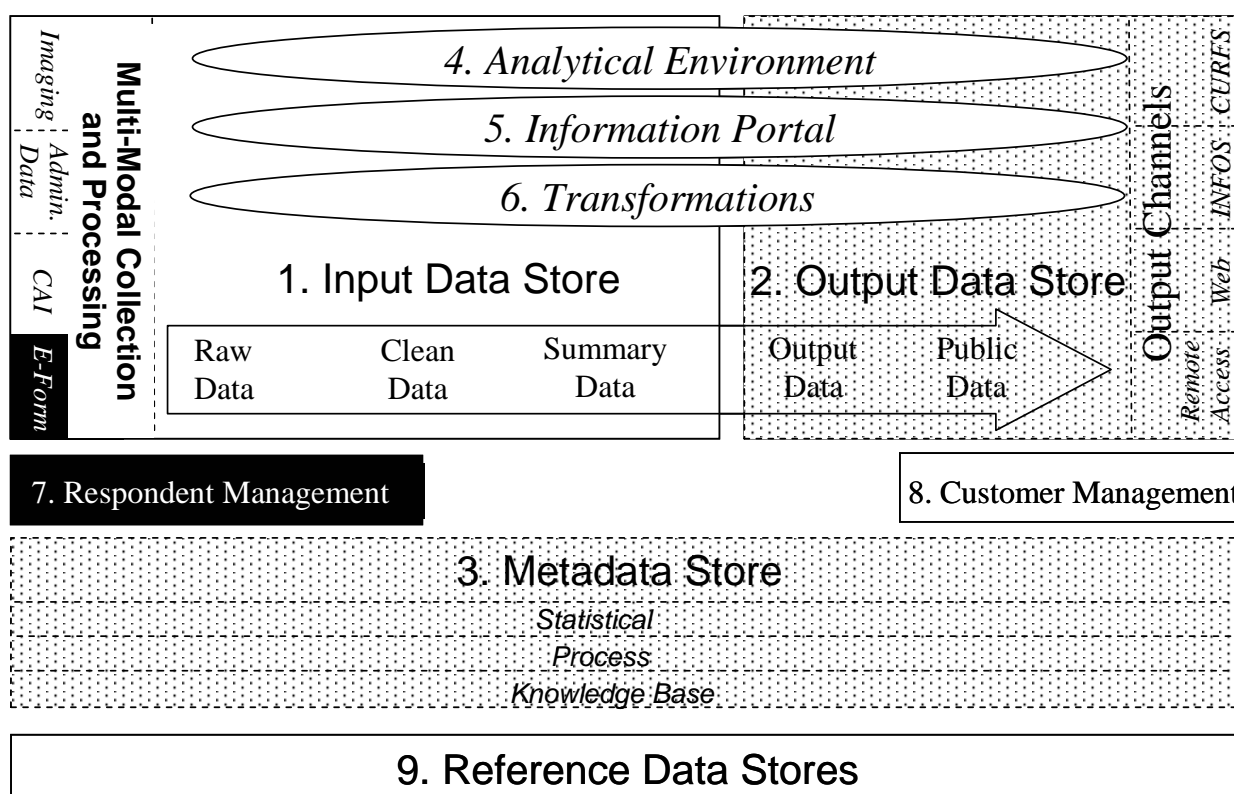 Imaging
Admin.
Data
CAI
E-Form
Multi-Modal Collection
and Processing
4. Analytical Environment
5. Information Portal
6. Transformations
1. Input Data Store
2. Output Data Store
Raw
Data
Clean
Data
Summary
Data
Output
Data
Public
Data
Output Channels
CURFS
INFOS
Web
Remote
Access
7. Respondent Management
8. Customer Management
3. Metadata Store
Statistical
Process
Knowledge Base
9. Reference Data Stores